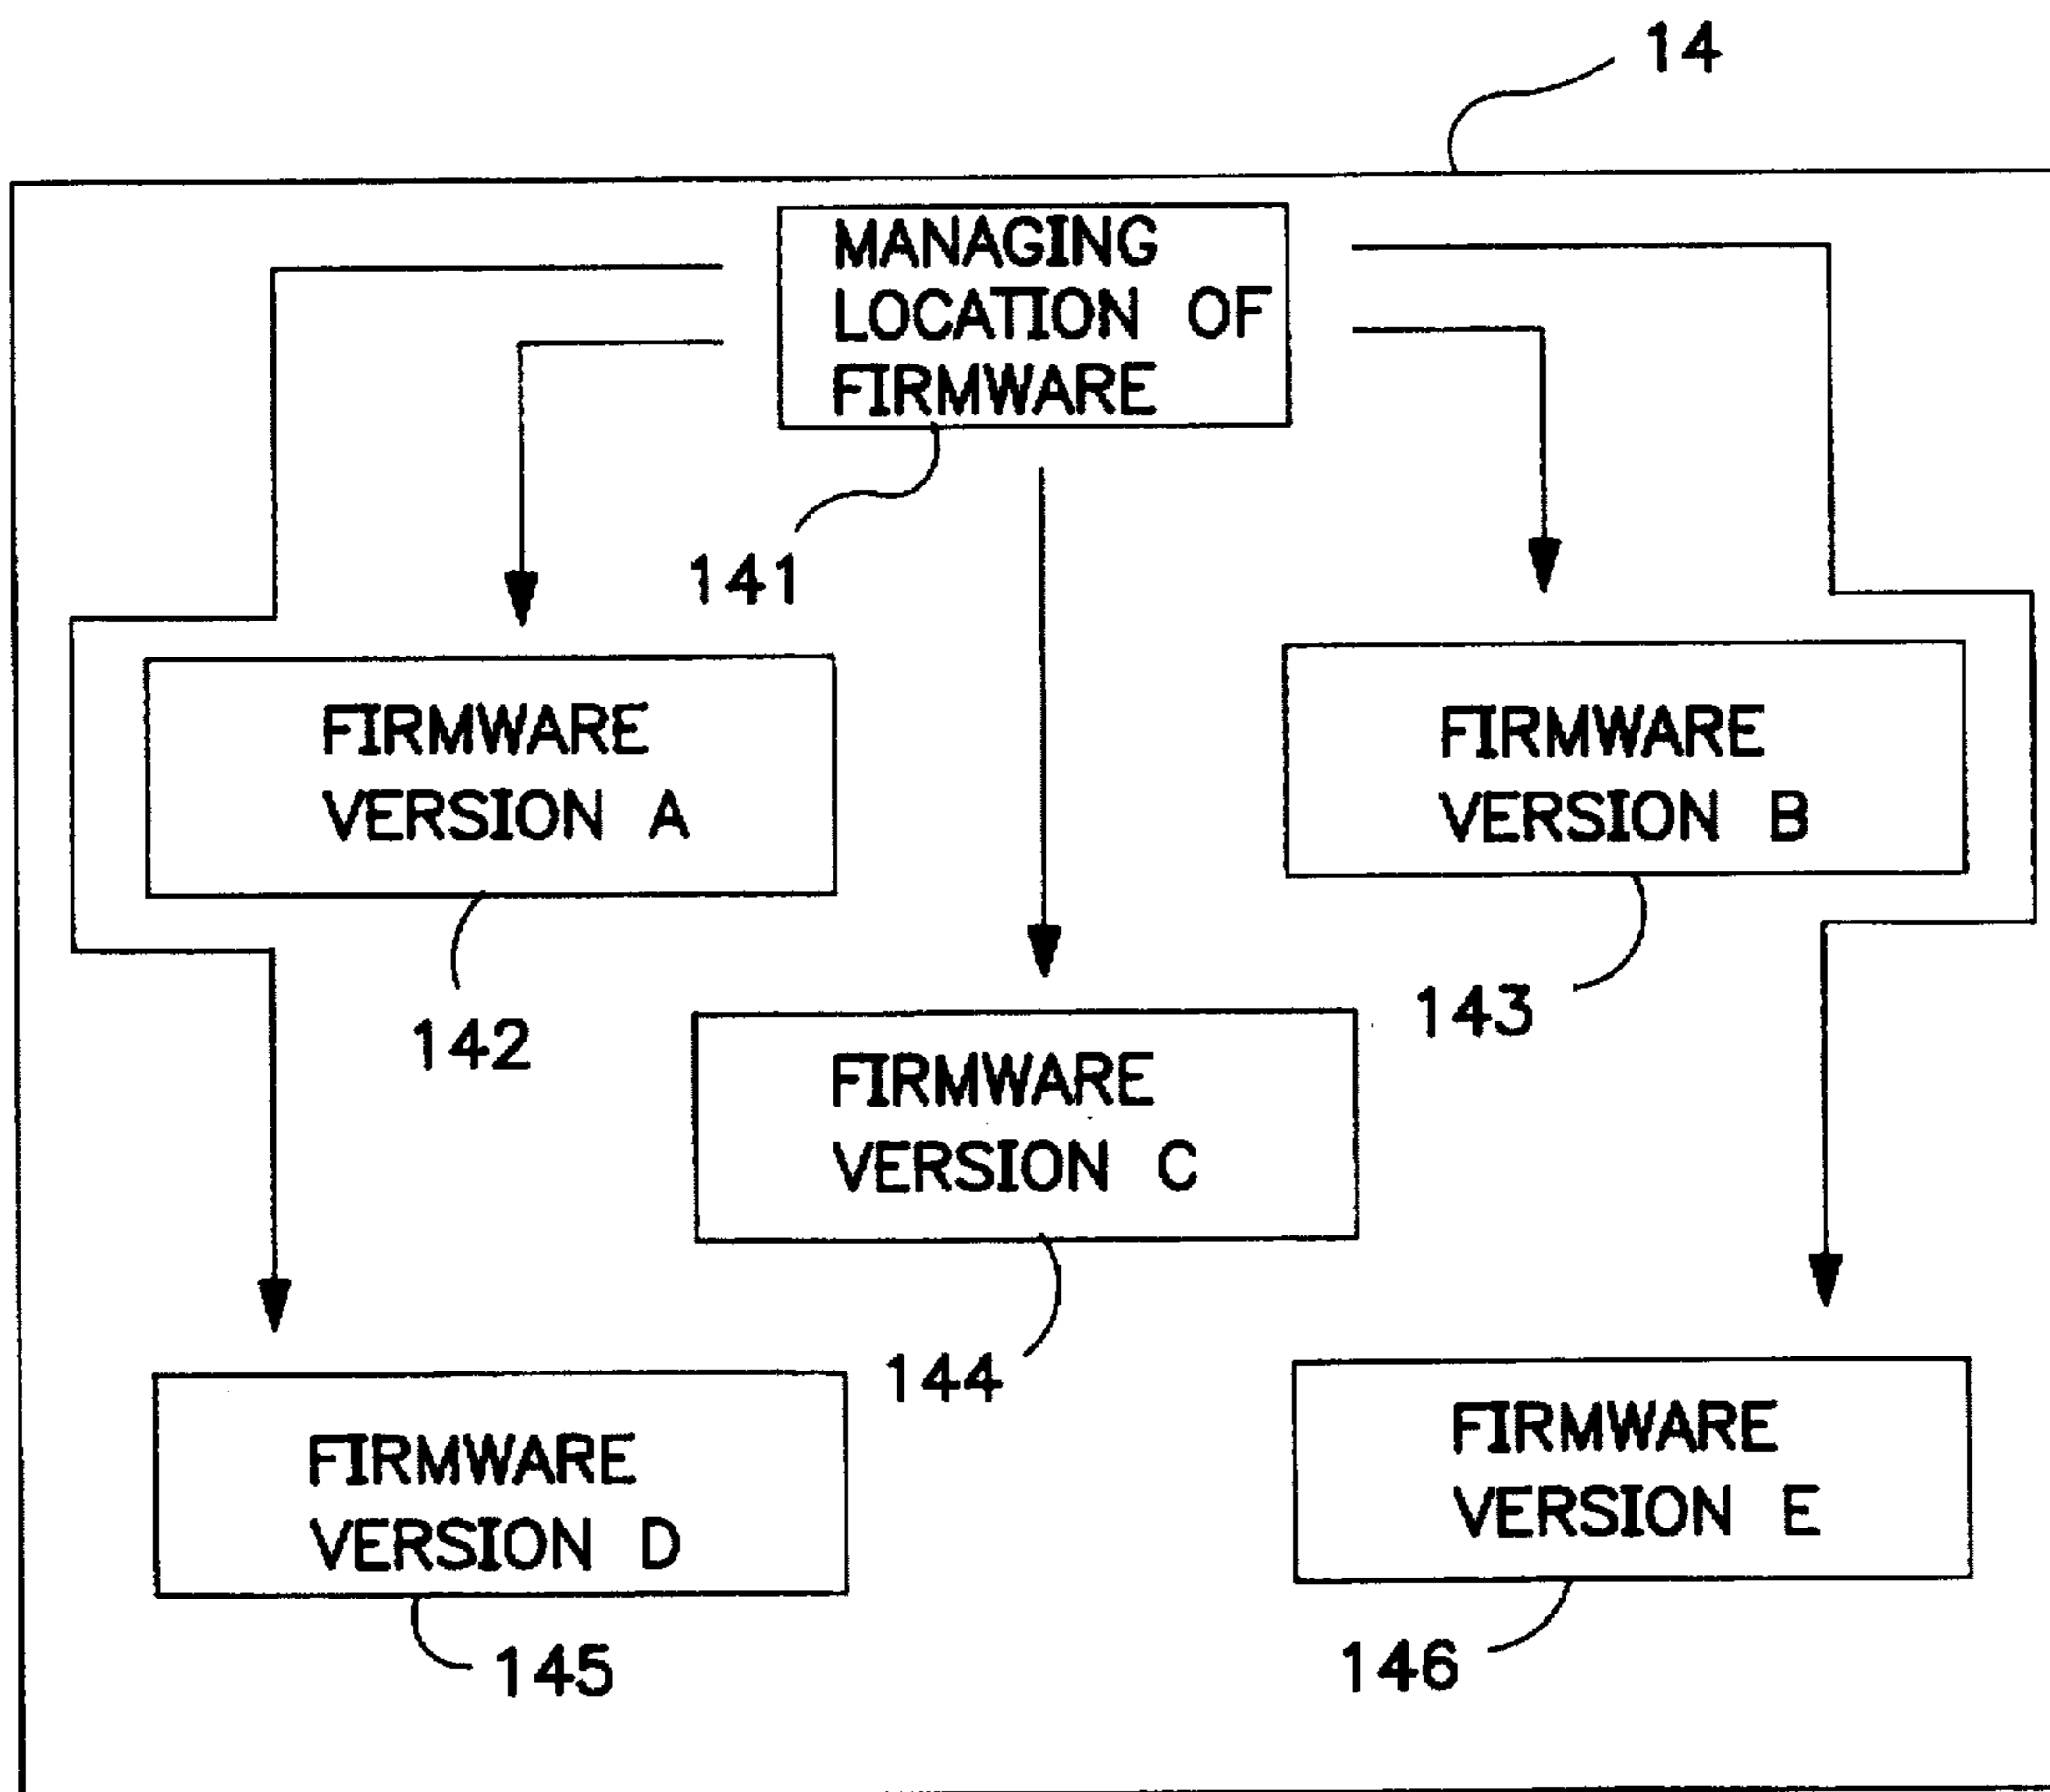 14
MANAGING
LOCATION OF
FIRMWARE
141
FIRMWARE
VERSION A
142
FIRMWARE
VERSION B
143
FIRMWARE
VERSION C
144
FIRMWARE
VERSION D
145
FIRMWARE
VERSION E
146